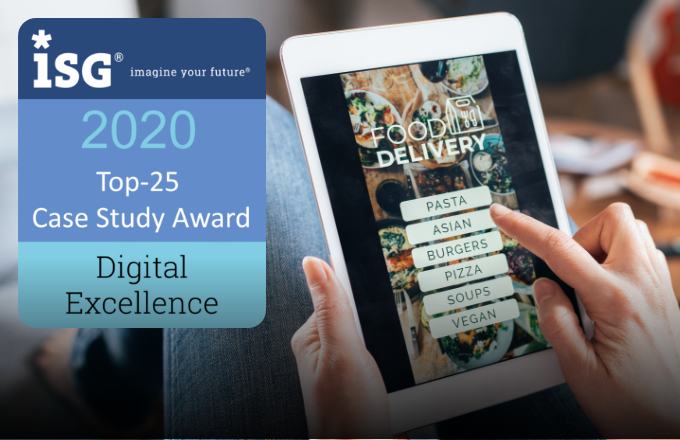 iSG®
imagine your future®
2020
Top-25
Case Study Award
Digital
Excellence
FOOD
DELIVERY
PASTA
ASIAN
BURGERS
PIZZA
SOUPS
VEGAN